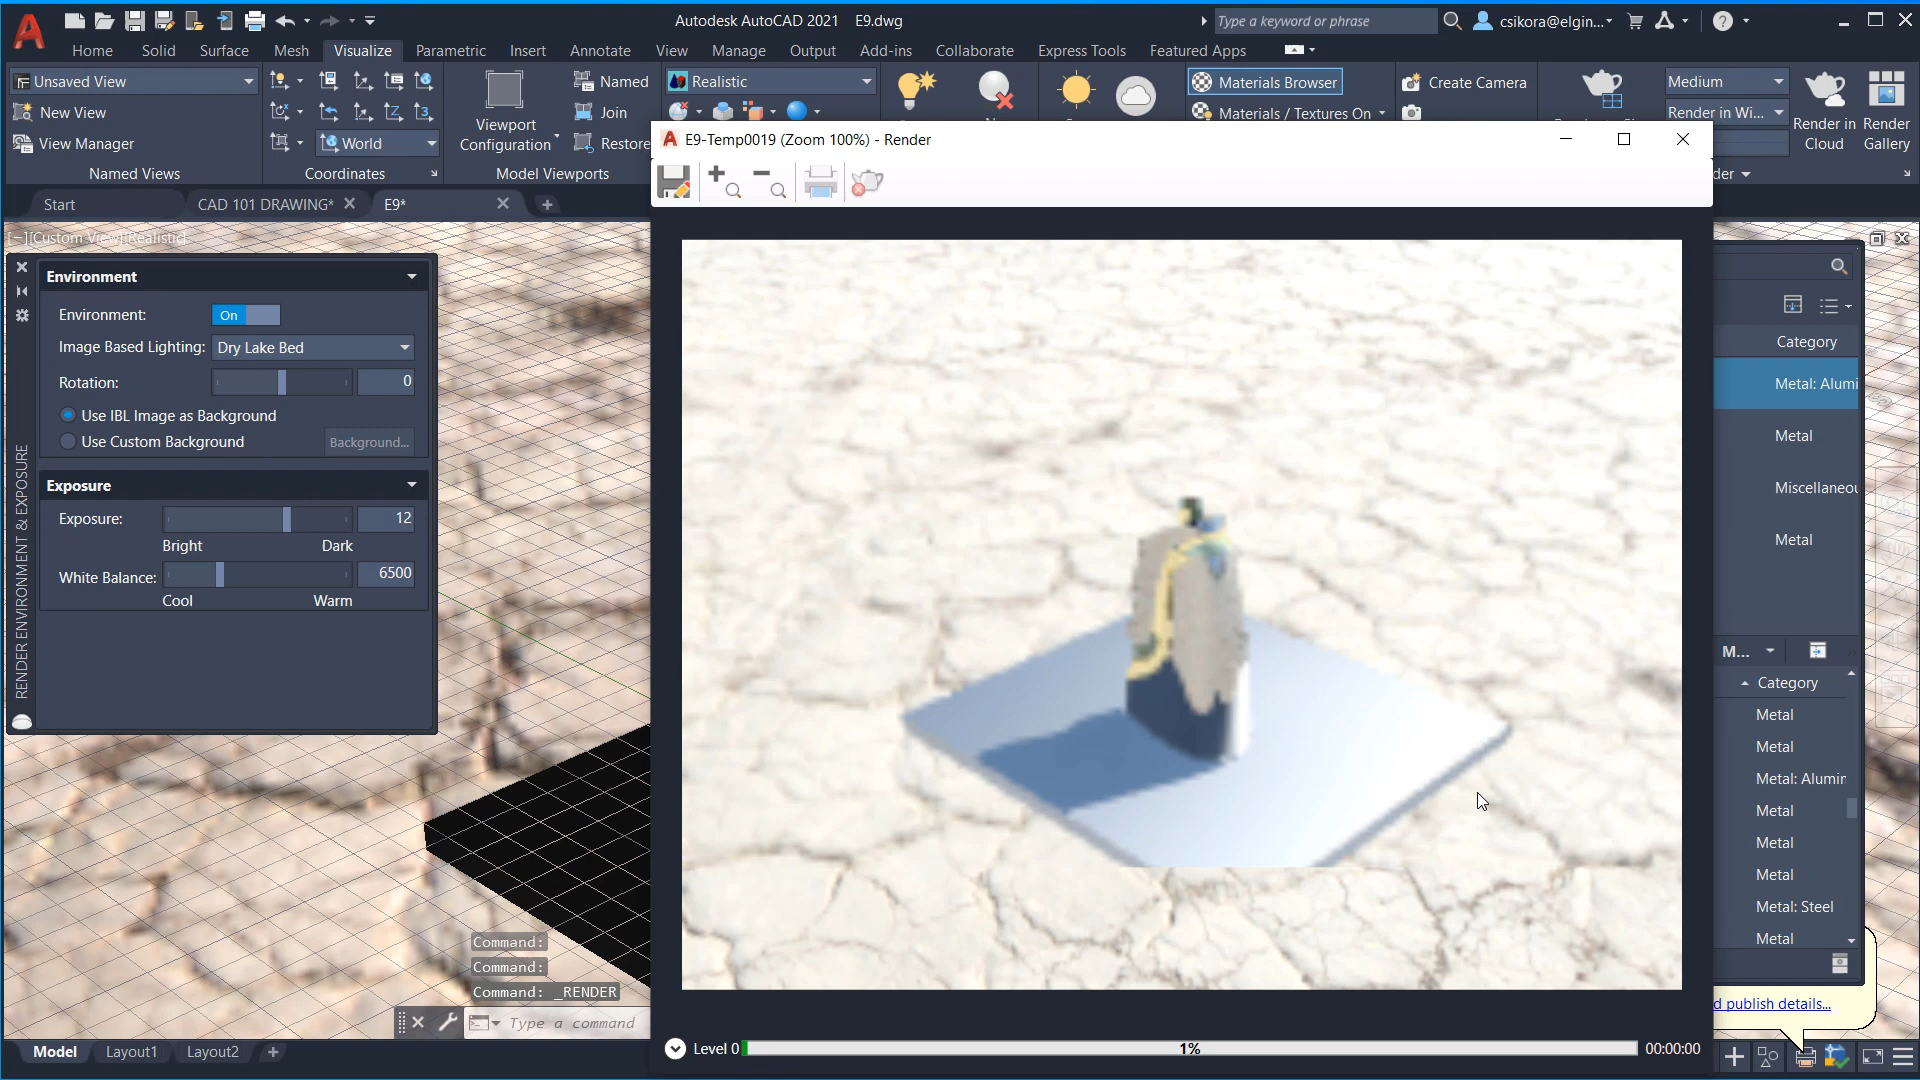 Autodesk AutoCAD 2021 E9.dwg
Type a keyword or phrase
csikora@elgin...
Home Solid Surface Mesh Visualize Parametric Insert Annotate View Manage Output Add-ins Collaborate Express Tools Featured Apps
Unsaved View
New View
View Manager
Named Views
World
Coordinates
Viewport
Configuration
Named
Join
Restore
Model Viewports
Realistic
Materials Browser
Materials / Textures On
Create Camera
Medium
Render in Wi...
Render in
Cloud
Render
Gallery
der
Start
CAD 101 DRAWING*
E9*
[−][Custom View][Realistic]
E9-Temp0019 (Zoom 100%) - Render
Environment
Environment:
On
Image Based Lighting:
Dry Lake Bed
Rotation:
0
Use IBL Image as Background
Use Custom Background
Background...
Exposure
Exposure:
12
Bright
Dark
White Balance:
6500
Cool
Warm
RENDER ENVIRONMENT & EXPOSURE
Category
Metal: Alumi
Metal
Miscellaneou
Metal
M...
Category
Metal
Metal
Metal: Alumin
Metal
Metal
Metal
Metal: Steel
Metal
d publish details...
Command:
Command:
Command: _RENDER
Type a command
Model
Layout1
Layout2
Level 0
1%
00:00:00